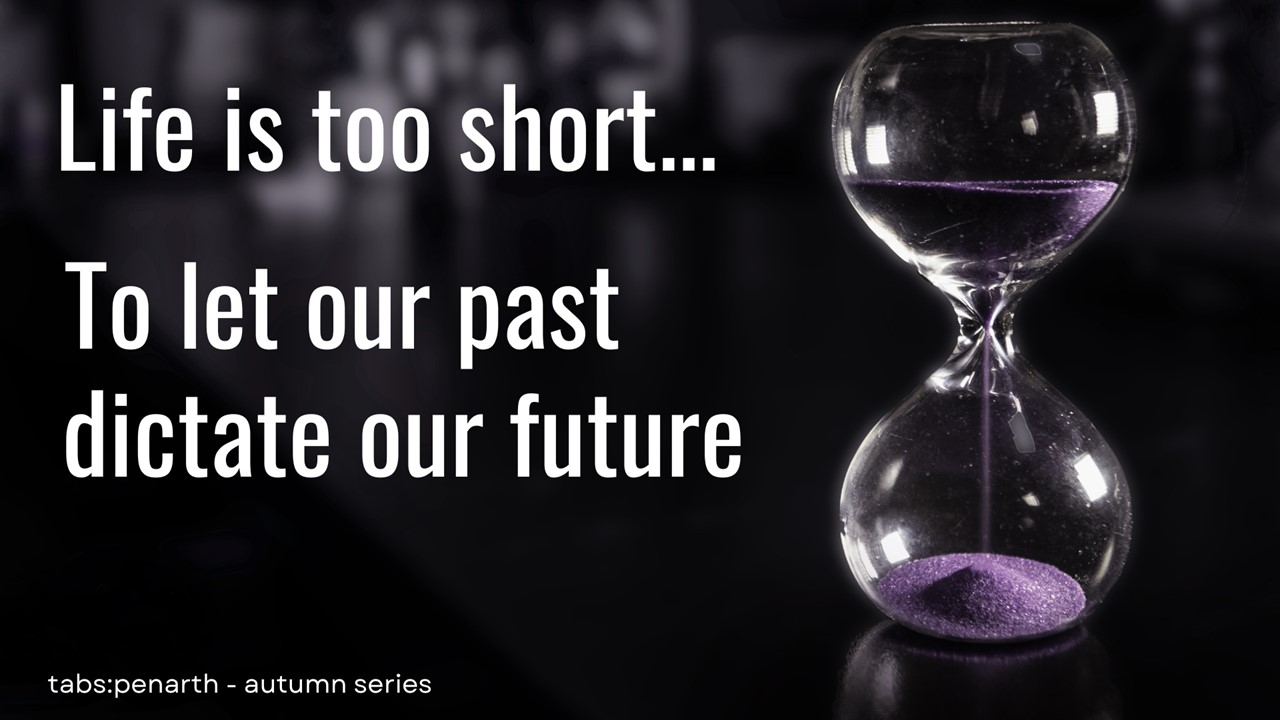 Life is too short...
To let our past
dictate our future
tabs:penarth - autumn series